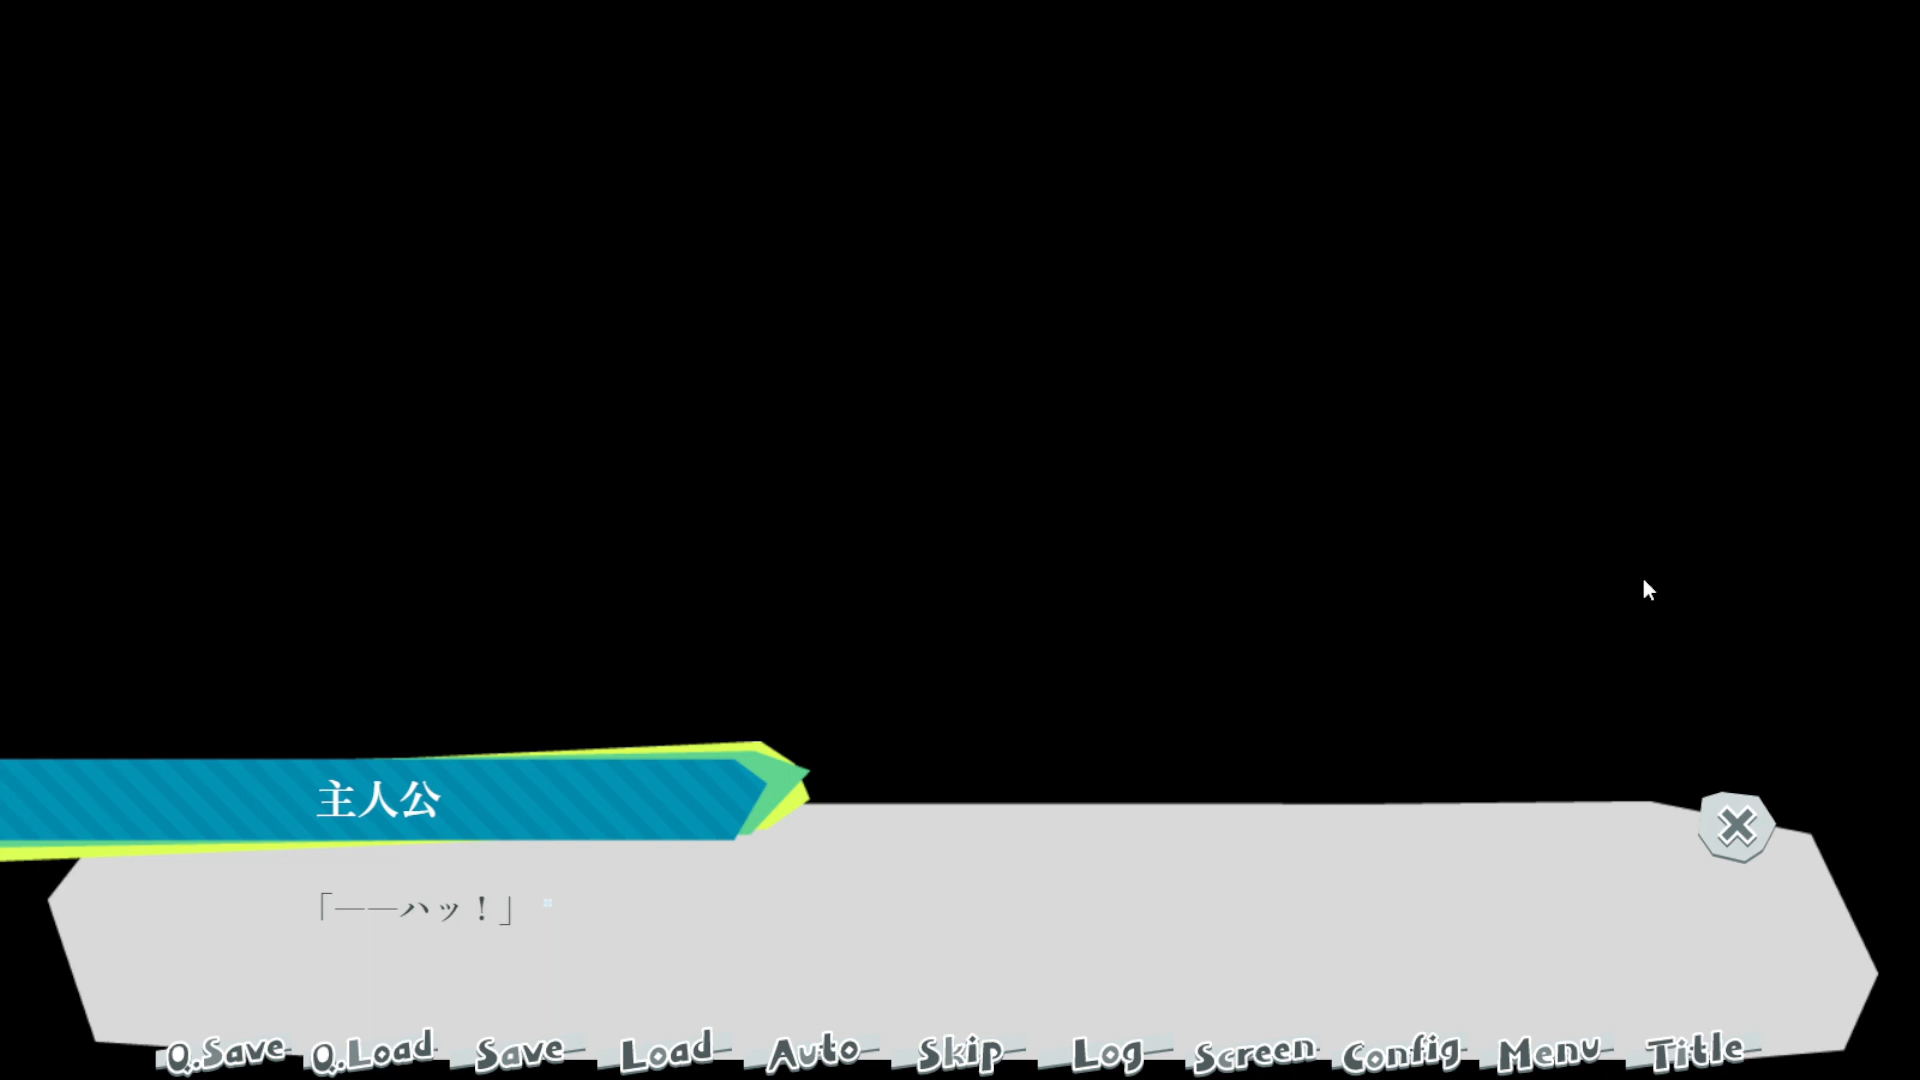 主人公
「――ハッ！」
Q.Save Q.Load Save Load Auto Skip Log Screen Config Menu Title